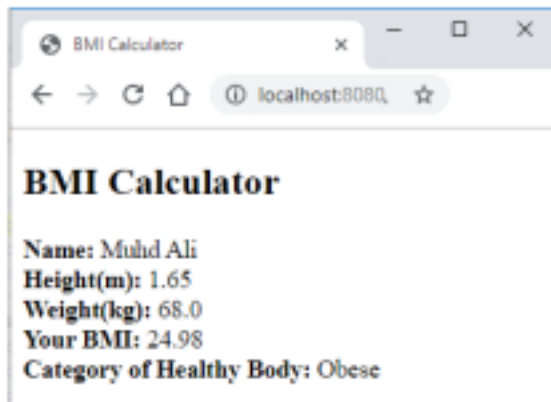 BMI Calculator
localhost:8080,
BMI Calculator
Name: Muhd Ali
Height(m): 1.65
Weight(kg): 68.0
Your BMI: 24.98
Category of Healthy Body: Obese